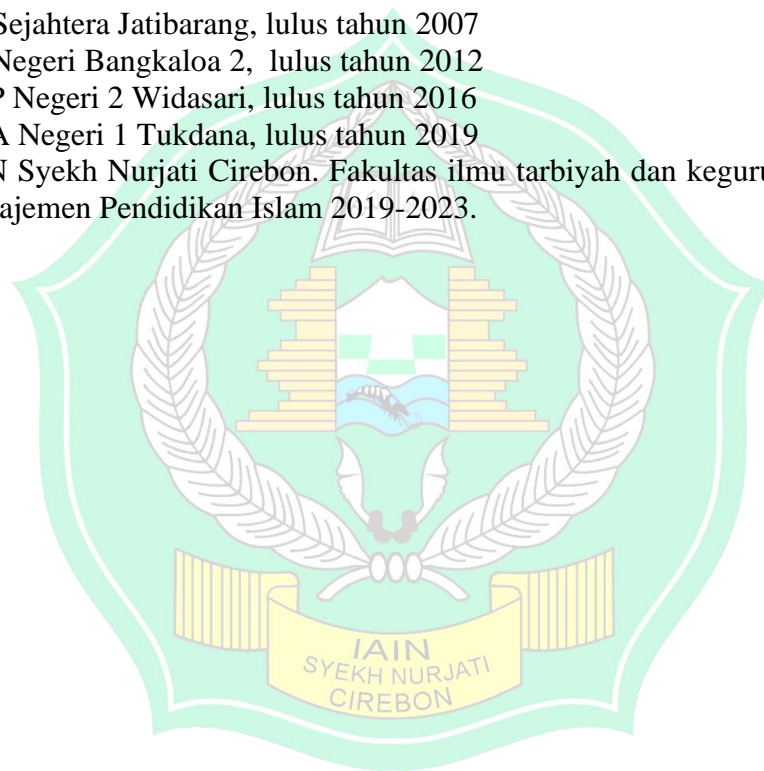 Sejahtera Jatibarang, lulus tahun 2007
Negeri Bangkaloa 2, lulus tahun 2012
P Negeri 2 Widasari, lulus tahun 2016
A Negeri 1 Tukdana, lulus tahun 2019
N Syekh Nurjati Cirebon. Fakultas ilmu tarbiyah dan keguru
ajemen Pendidikan Islam 2019-2023.
IAIN
SYEKH NURJATI
CIREBON